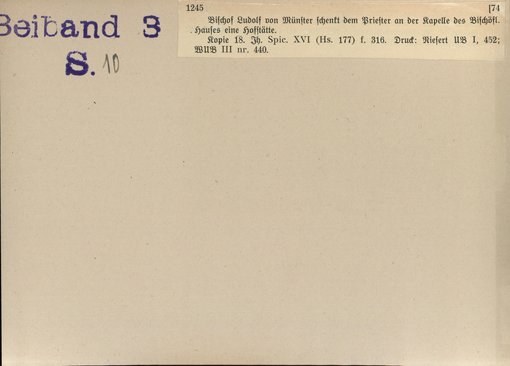 Beiband 3
S. 10
1245 [74
Bischof Ludolf von Münster schenkt dem Priester an der Kapelle des Bischöfl.
Hauses eine Hofstätte.
Kopie 18. Jh. Spic. XVI (Hs. 177) f. 316. Druck: Niesert UB I, 452;
WUB III nr. 440.